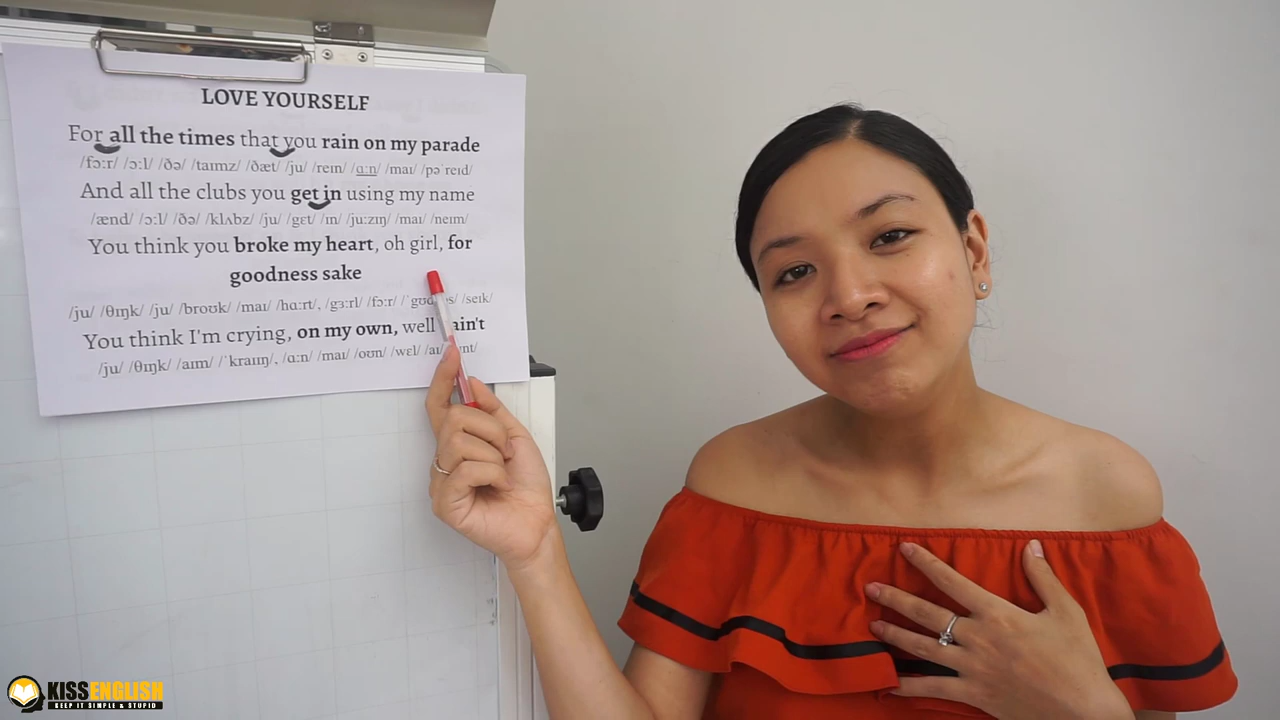 LOVE YOURSELF
For all the times that you rain on my parade
/fɔːr/ /ɔːl/ /ðə/ /taɪmz/ /ðæt/ /ju/ /reɪn/ /ɑːn/ /maɪ/ /pəˈreɪd/
And all the clubs you get in using my name
/ænd/ /ɔːl/ /ðə/ /klʌbz/ /ju/ /gɛt/ /ɪn/ /juːzɪŋ/ /maɪ/ /neɪm/
You think you broke my heart, oh girl, for
goodness sake
/ju/ /θɪŋk/ /ju/ /broʊk/ /maɪ/ /hɑːrt/, /gɜːrl/ /fɔːr/ /seɪk/
You think I'm crying, on my own, well ain't
/ju/ /θɪŋk/ /aɪm/ /ˈkraɪɪŋ/, /ɑːn/ /maɪ/ /oʊn/ /wɛl/
KISSENGLISH
KEEP IT SIMPLE & STUPID